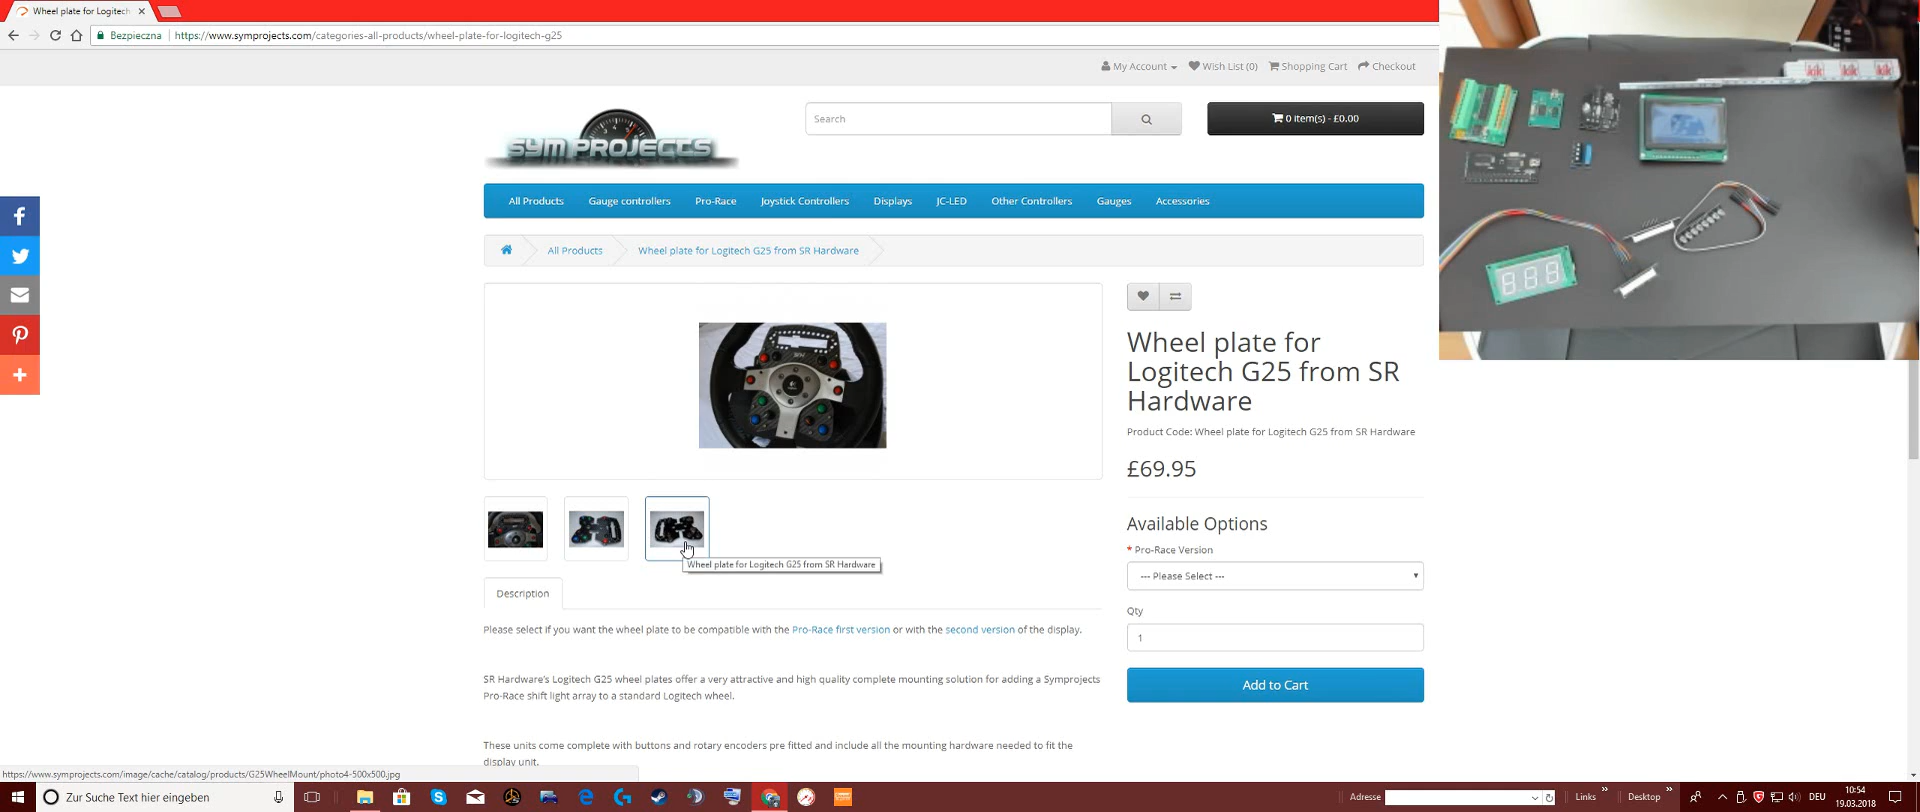 Wheel plate for Logitech
Bezpieczna
https://www.symprojects.com/categories-all-products/wheel-plate-for-logitech-g25
My Account
Wish List (0)
Shopping Cart
Checkout
SYM PROJECTS
Search
0 item(s) - £0.00
All Products
Gauge controllers
Pro-Race
Joystick Controllers
Displays
JC-LED
Other Controllers
Gauges
Accessories
All Products
Wheel plate for Logitech G25 from SR Hardware
Wheel plate for
Logitech G25 from SR
Hardware
Product Code: Wheel plate for Logitech G25 from SR Hardware
£69.95
Available Options
* Pro-Race Version
--- Please Select ---
Qty
1
Add to Cart
Wheel plate for Logitech G25 from SR Hardware
Description
Please select if you want the wheel plate to be compatible with the Pro-Race first version or with the second version of the display.
SR Hardware's Logitech G25 wheel plates offer a very attractive and high quality complete mounting solution for adding a Symprojects
Pro-Race shift light array to a standard Logitech wheel.
These units come complete with buttons and rotary encoders pre fitted and include all the mounting hardware needed to fit the
display unit.
https://www.symprojects.com/image/cache/catalog/products/G25WheelMount/photo4-500x500.jpg
kik kik kik
8.8.8.
Zur Suche Text hier eingeben
Adresse
Links
Desktop
DEU
10:54
19.03.2018